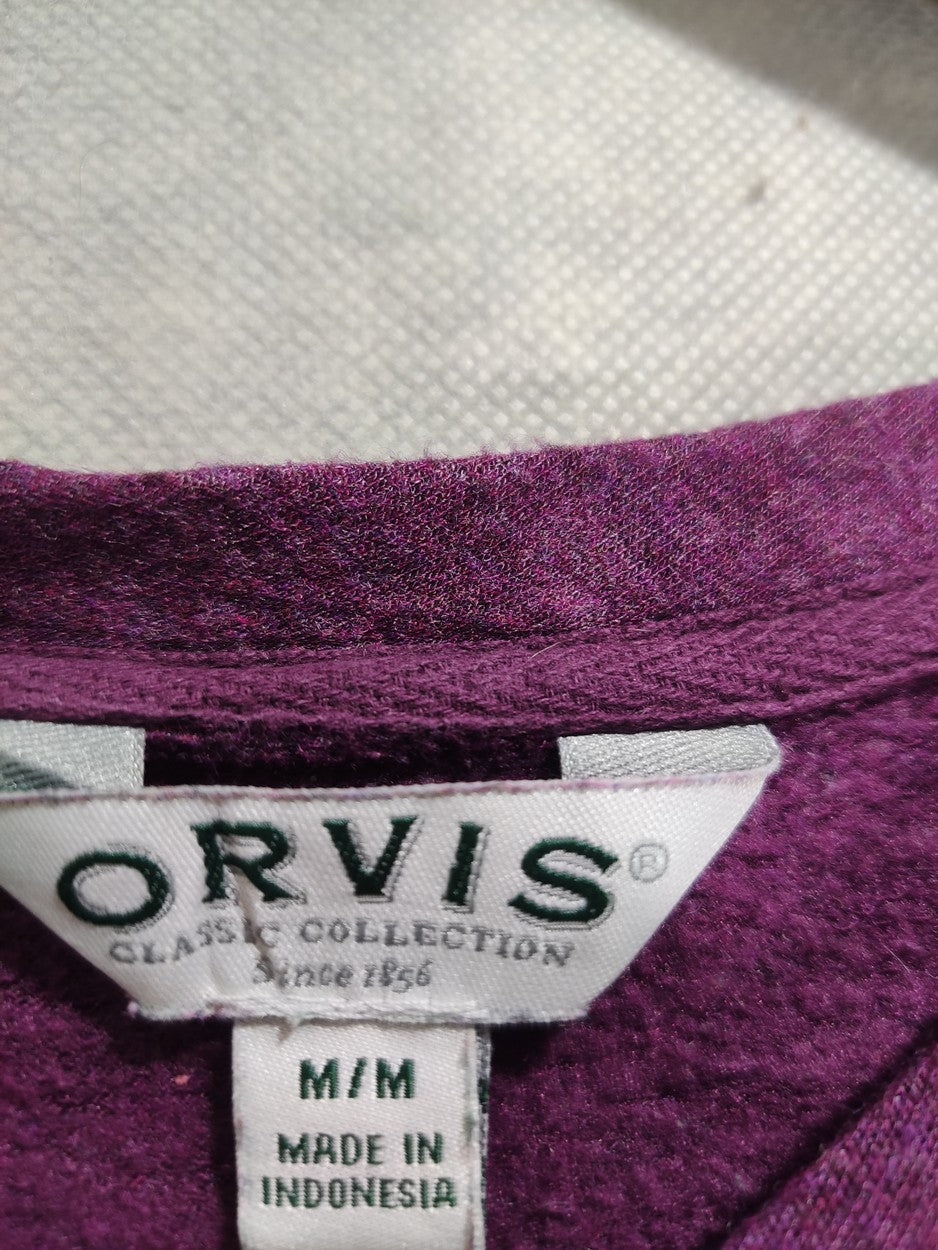 ORVIS®
CLASSIC COLLECTION
Since 1856
M/M
MADE IN
INDONESIA